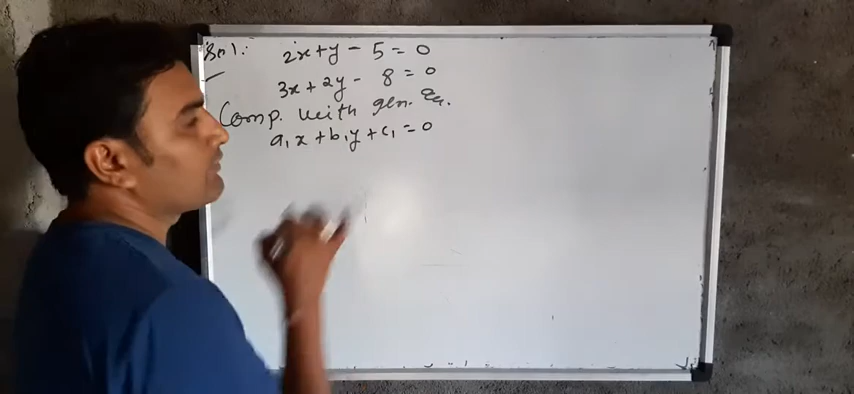 Sol:
2x+y - 5 = 0
3x+2y - 8 = 0
Comp. with gen. Eq.
a₁x + b₁y + c₁ = 0